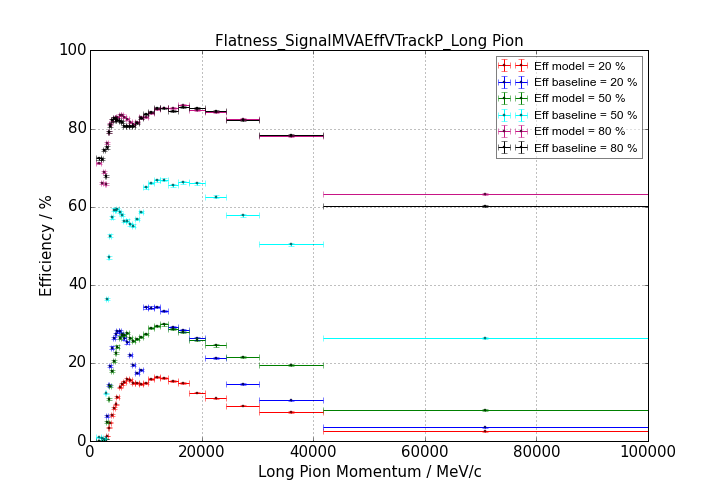 Flatness_SignalMVAEffVTrackP_Long Pion
100
80
60
40
20
0
Efficiency / %
Eff model = 20 %
Eff baseline = 20 %
Eff model = 50 %
Eff baseline = 50 %
Eff model = 80 %
Eff baseline = 80 %
0 20000 40000 60000 80000 100000
Long Pion Momentum / MeV/c